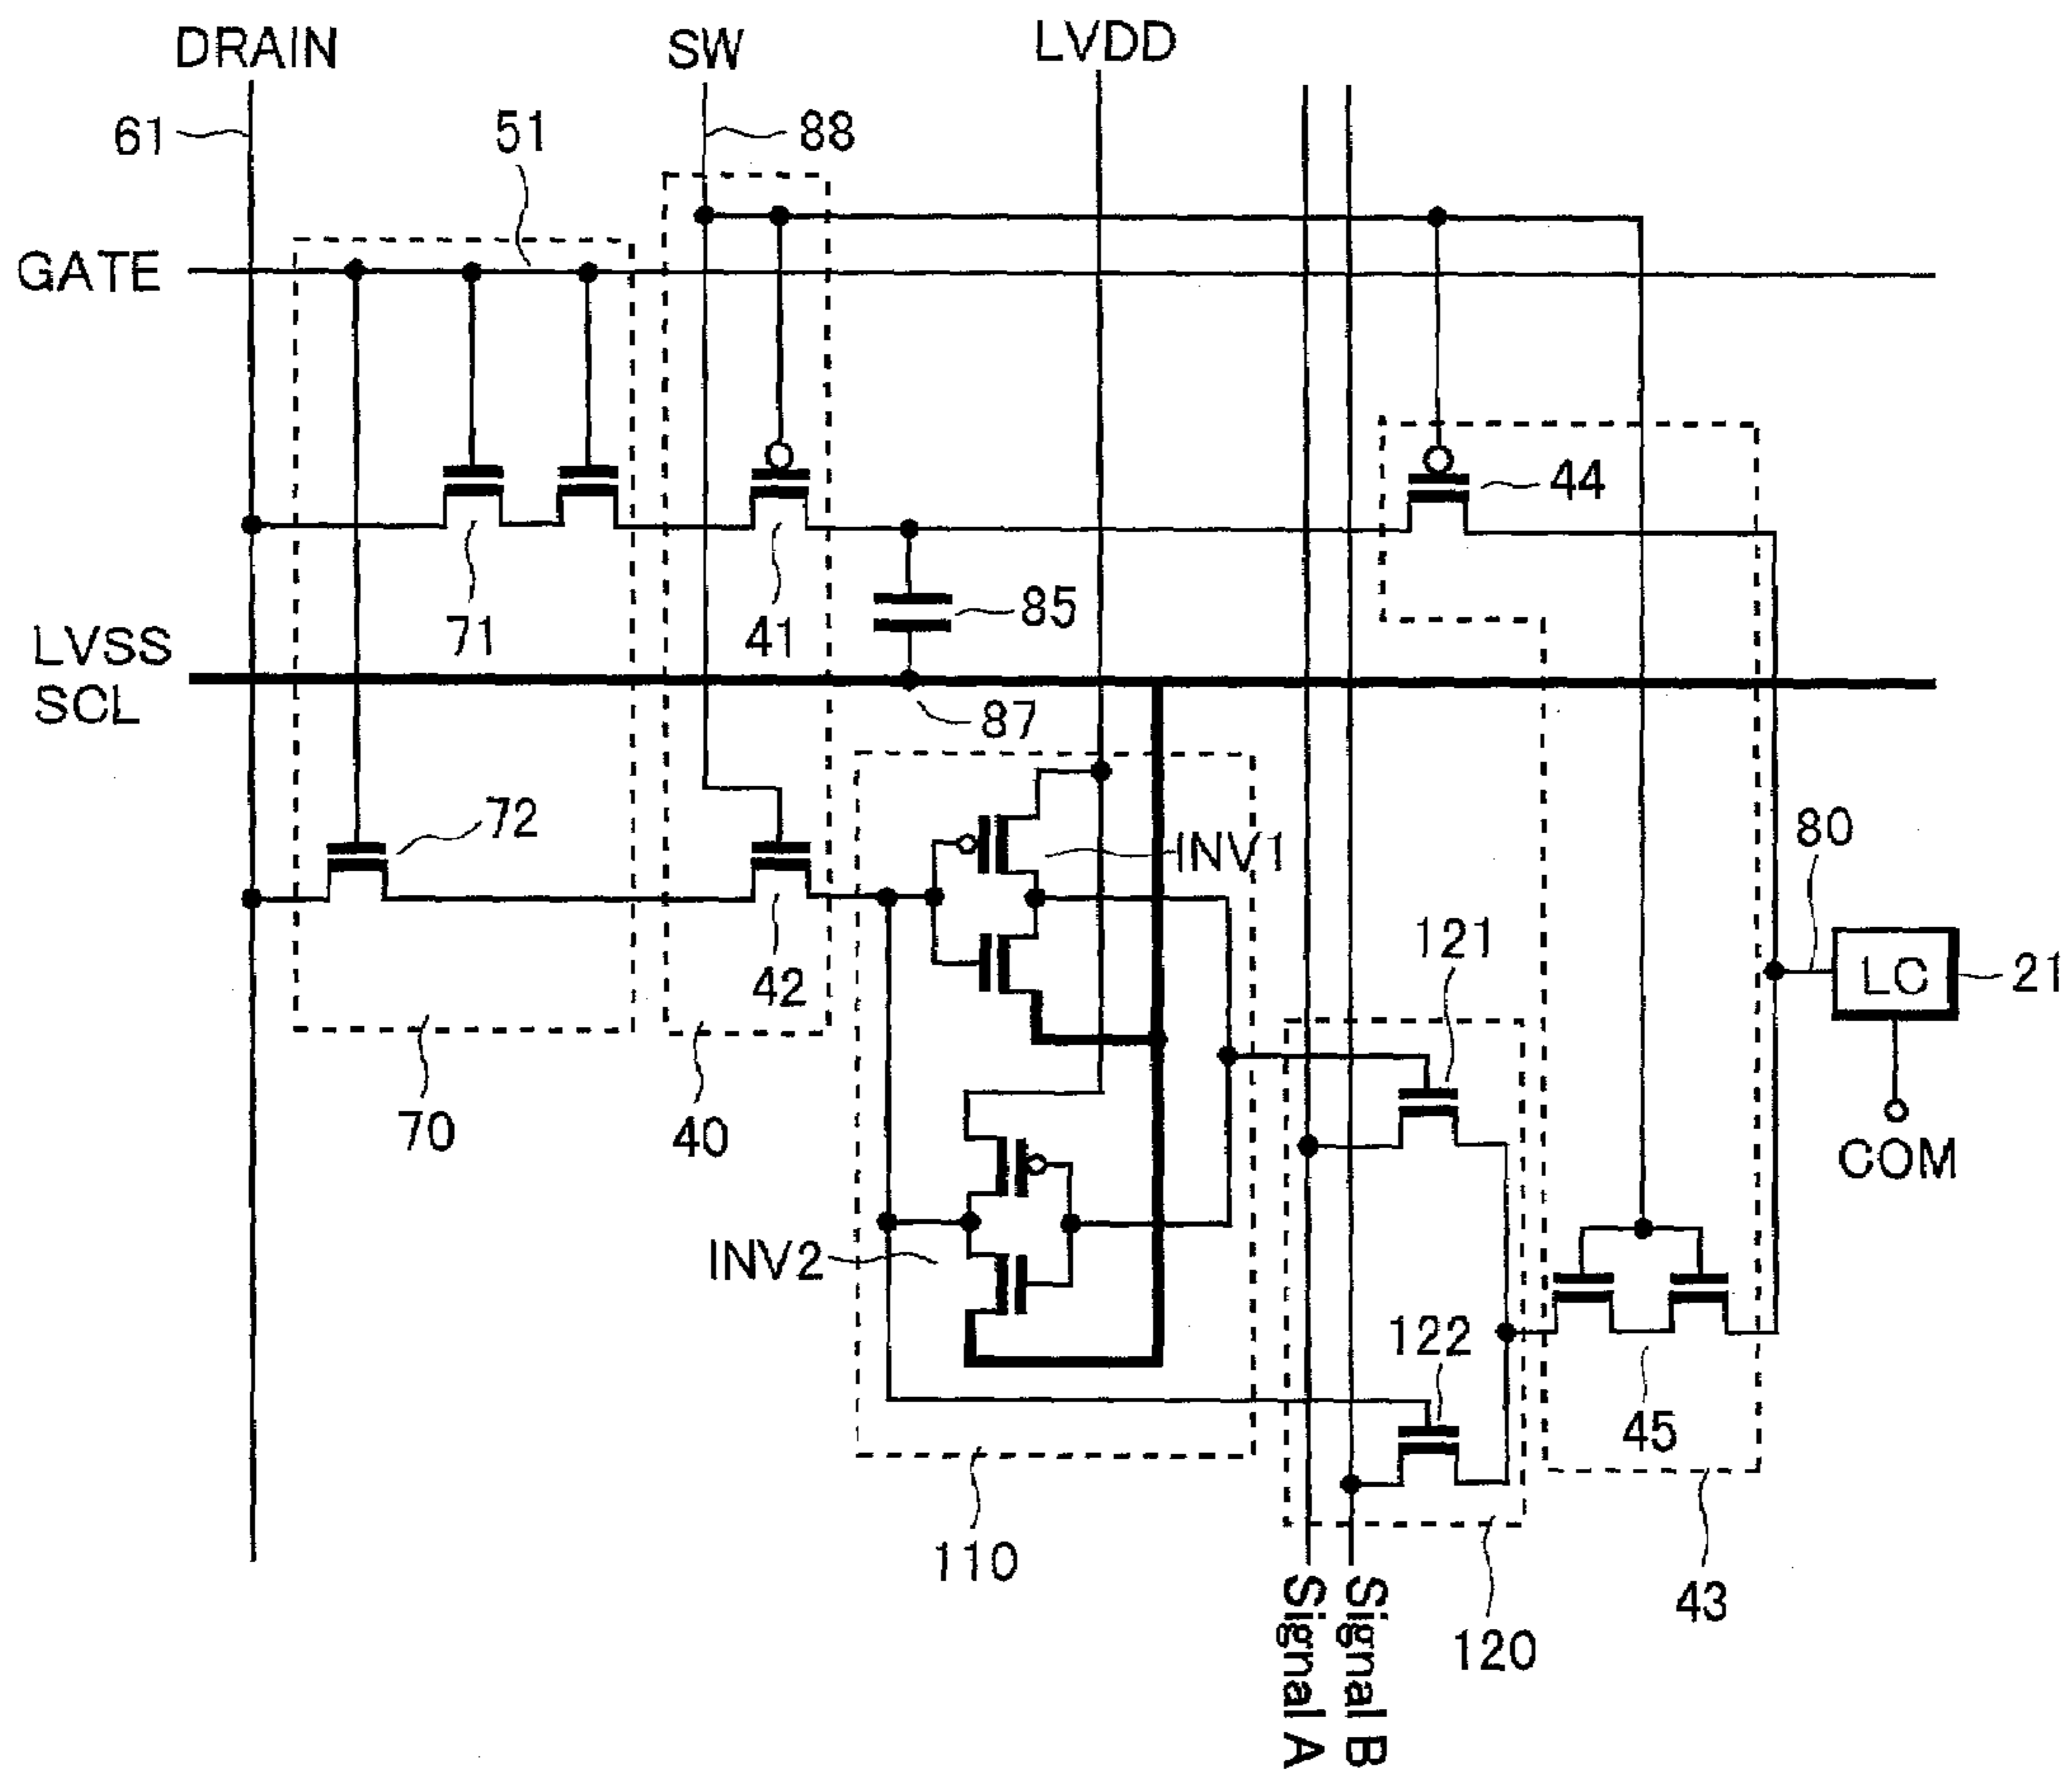 DRAIN
SW
LVDD
61
51
88
GATE
44
71
41
85
LVSS
SCL
87
72
INV1
80
42
121
LC
21
70
40
COM
INV2
122
45
110
43
120
Signal A
Signal B